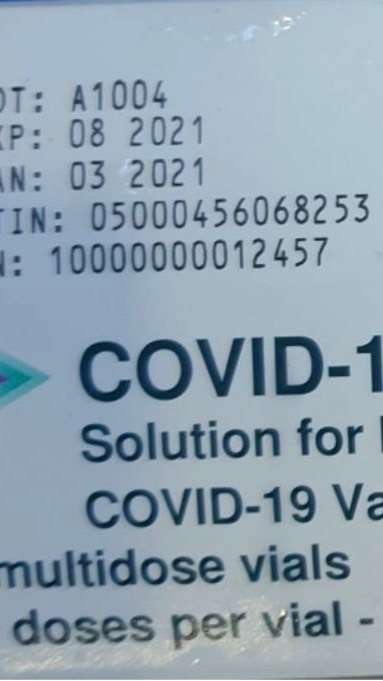 OT: A1004
XP: 08 2021
AN: 03 2021
TIN: 05000456068253
N: 10000000012457
COVID-1
Solution for
COVID-19 Va
multidose vials
doses per vial -